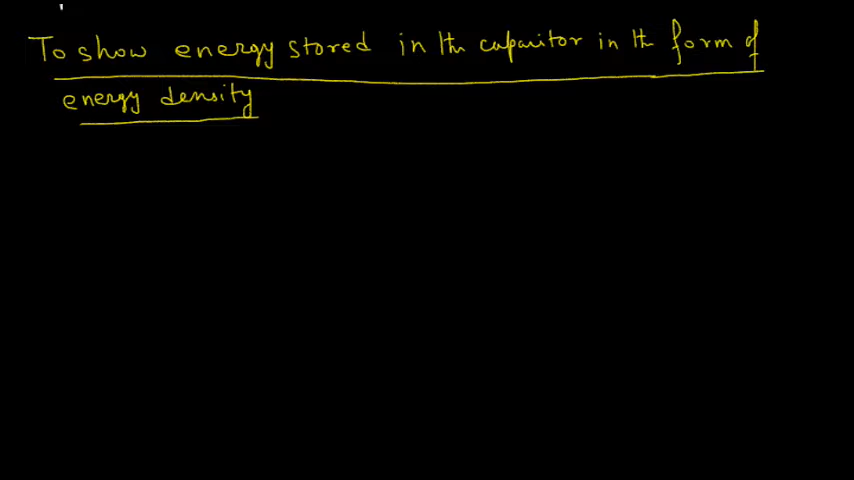 To show energy stored in the capacitor in the form of
energy density